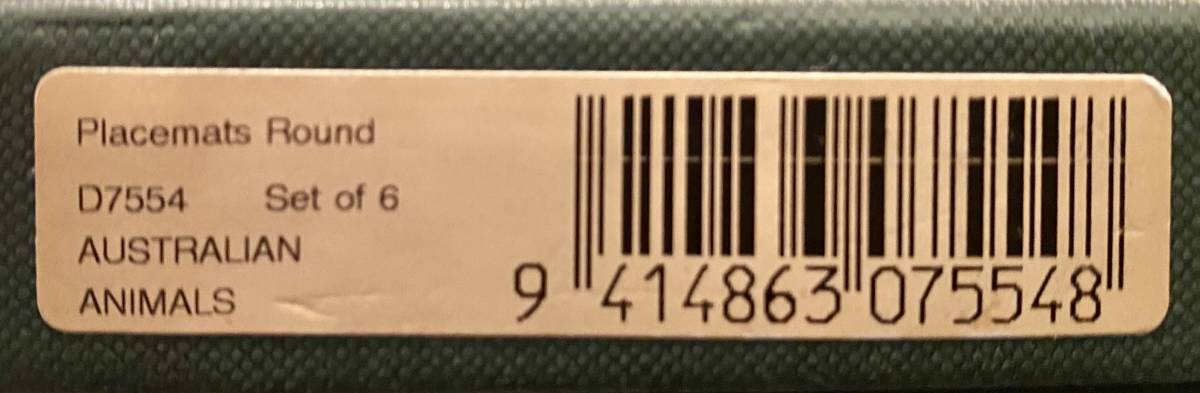 Placemats Round
D7554 Set of 6
AUSTRALIAN
ANIMALS
9 414863 075548